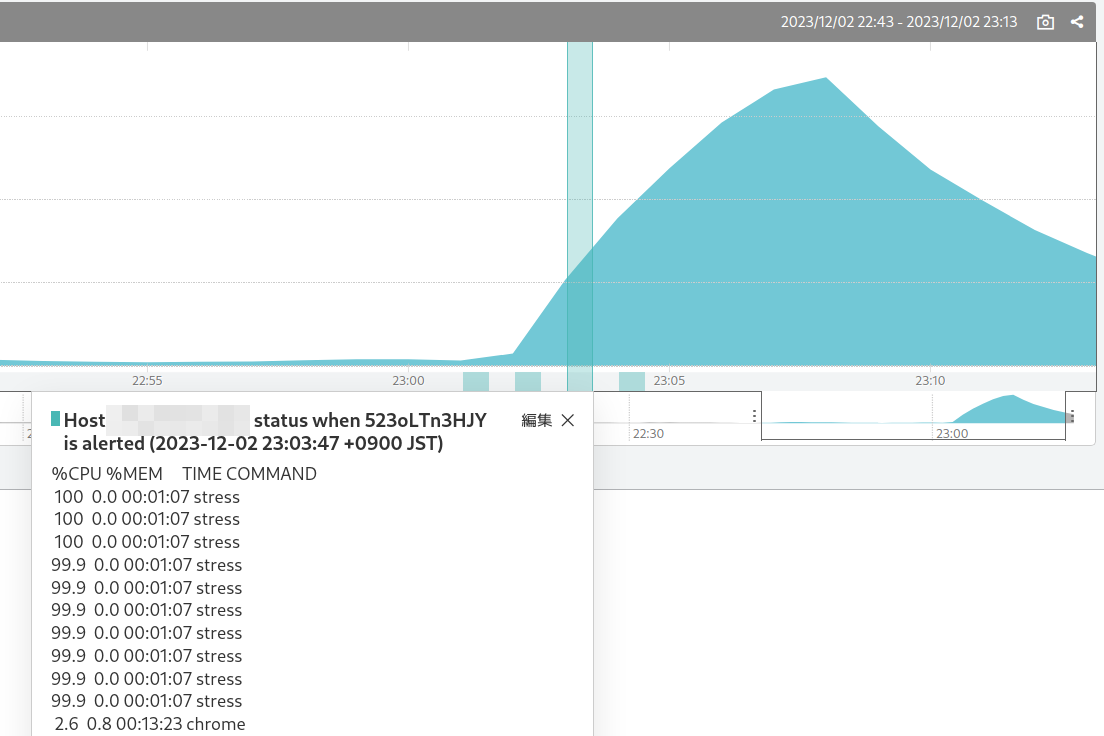 2023/12/02 22:43 - 2023/12/02 23:13
22:55 23:00 23:05 23:10
22:30 23:00
Host status when 523oLTn3HJY 編集
is alerted (2023-12-02 23:03:47 +0900 JST)
%CPU %MEM TIME COMMAND
100 0.0 00:01:07 stress
100 0.0 00:01:07 stress
100 0.0 00:01:07 stress
99.9 0.0 00:01:07 stress
99.9 0.0 00:01:07 stress
99.9 0.0 00:01:07 stress
99.9 0.0 00:01:07 stress
99.9 0.0 00:01:07 stress
99.9 0.0 00:01:07 stress
99.9 0.0 00:01:07 stress
2.6 0.8 00:13:23 chrome